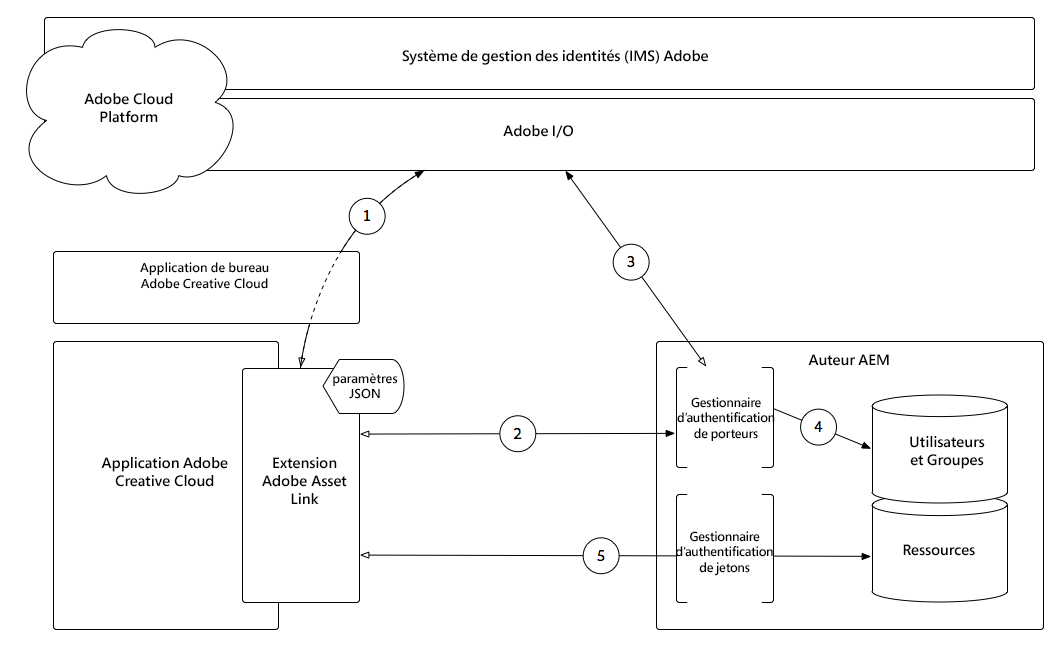 Système de gestion des identités (IMS) Adobe
Adobe Cloud
Platform
Adobe I/O
1
3
Application de bureau
Adobe Creative Cloud
paramètres
JSON
Auteur AEM
Gestionnaire
d'authentification
de porteurs
2
4
Utilisateurs
et Groupes
Application Adobe
Creative Cloud
Extension
Adobe Asset
Link
5
Gestionnaire
d'authentification
de jetons
Ressources